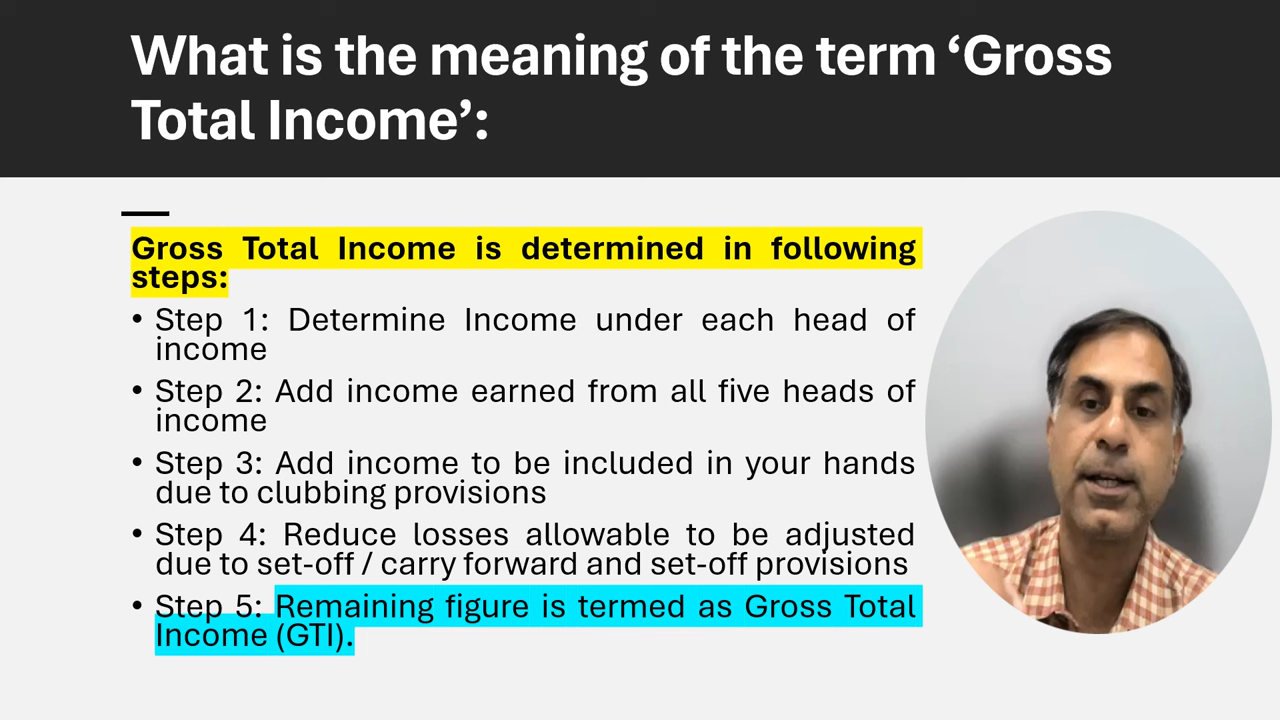 What is the meaning of the term ‘Gross
Total Income’:
Gross Total Income is determined in following
steps:
• Step 1: Determine Income under each head of
income
• Step 2: Add income earned from all five heads of
income
• Step 3: Add income to be included in your hands
due to clubbing provisions
• Step 4: Reduce losses allowable to be adjusted
due to set-off / carry forward and set-off provisions
• Step 5: Remaining figure is termed as Gross Total
Income (GTI).